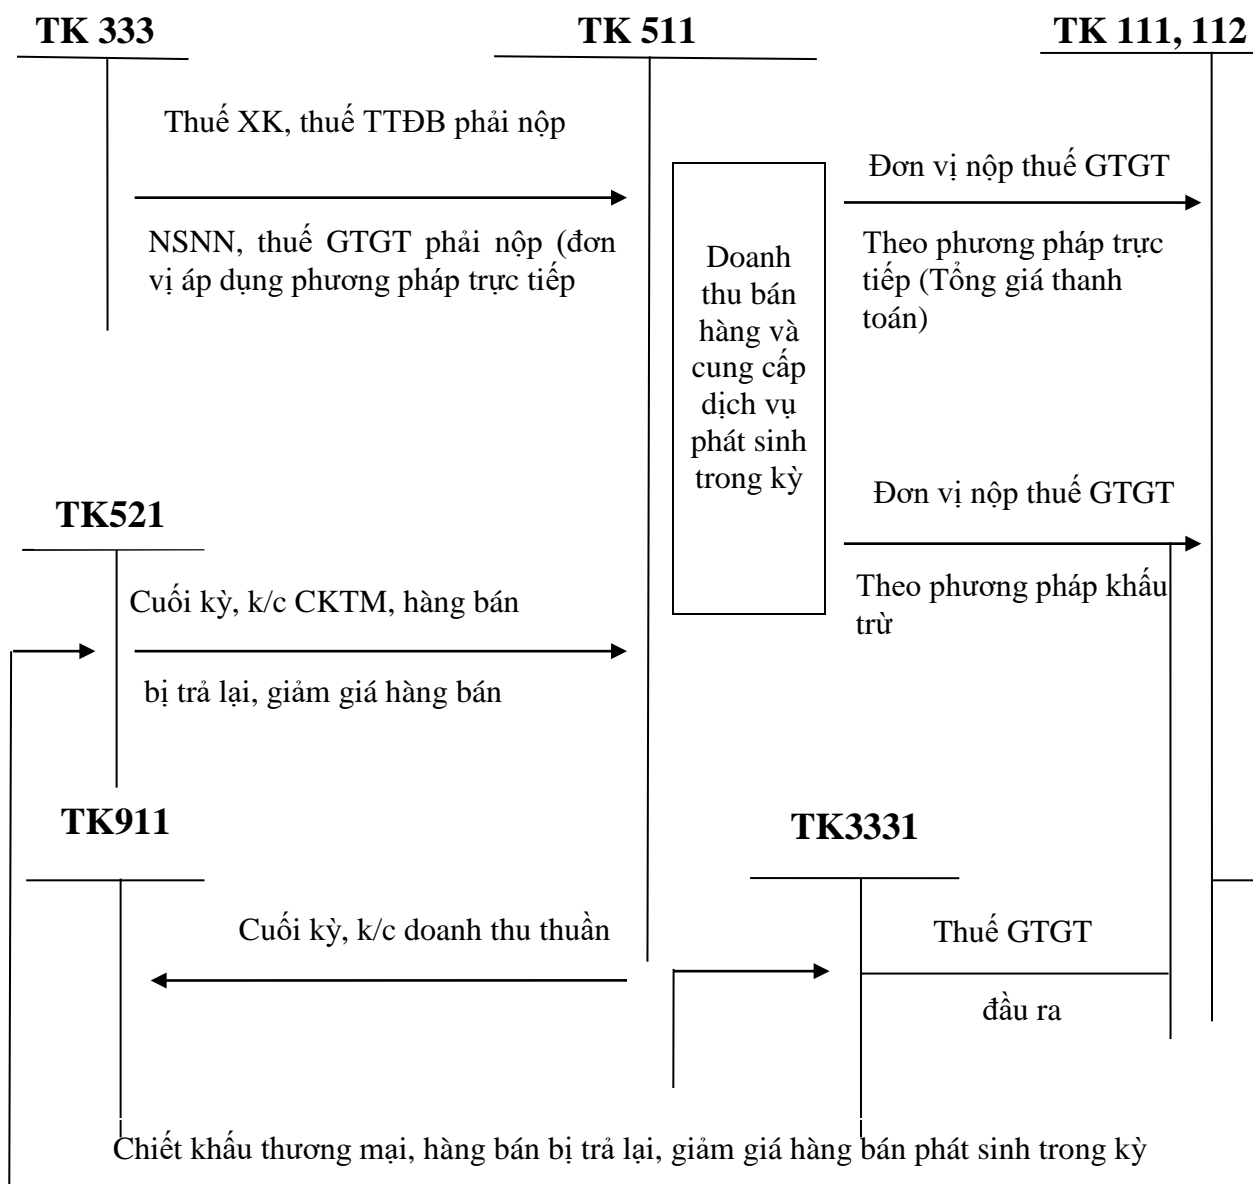 TK 333
TK 511
TK 111, 112
Thuế XK, thuế TTĐB phải nộp
NSNN, thuế GTGT phải nộp (đơn
vị áp dụng phương pháp trực tiếp
Doanh
thu bán
hàng và
cung cấp
dịch vụ
phát sinh
trong kỳ
Đơn vị nộp thuế GTGT
Theo phương pháp trực
tiếp (Tổng giá thanh
toán)
Đơn vị nộp thuế GTGT
Theo phương pháp khấu
trừ
TK521
Cuối kỳ, k/c CKTM, hàng bán
bị trả lại, giảm giá hàng bán
TK911
Cuối kỳ, k/c doanh thu thuần
TK3331
Thuế GTGT
đầu ra
Chiết khấu thương mại, hàng bán bị trả lại, giảm giá hàng bán phát sinh trong kỳ